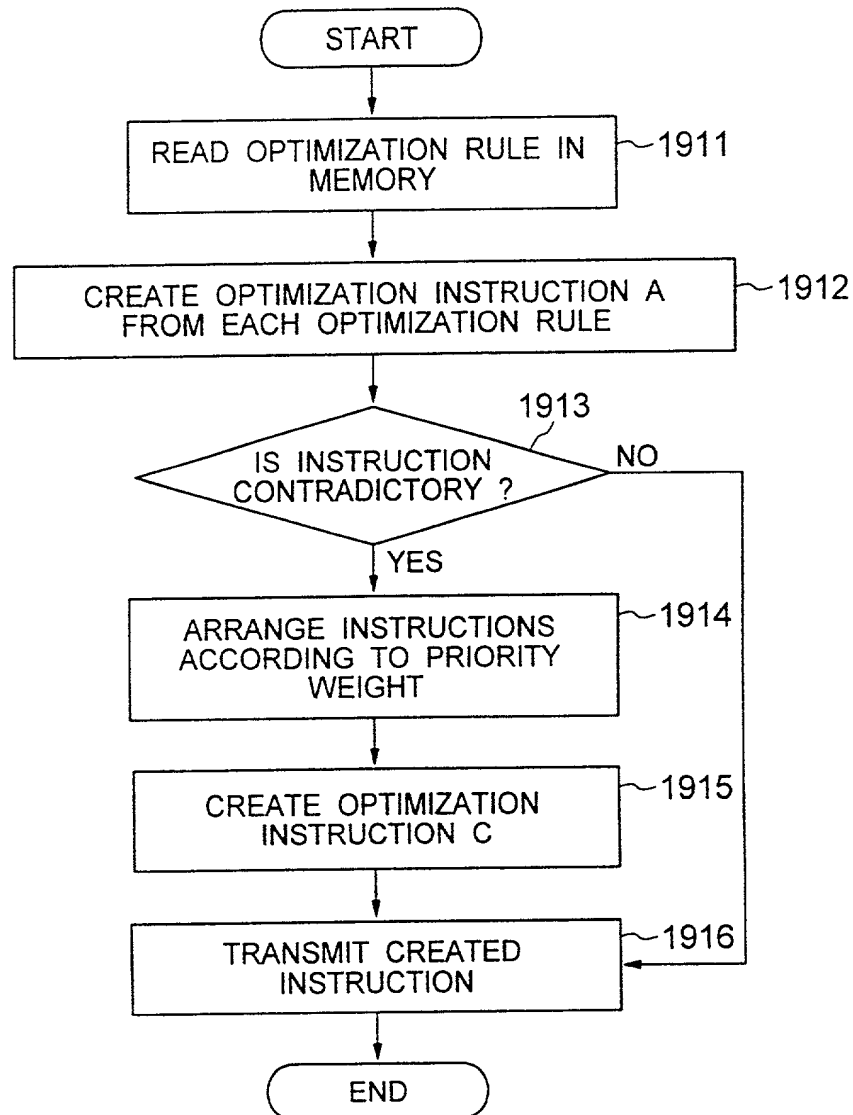 START
READ OPTIMIZATION RULE IN
MEMORY
1911
CREATE OPTIMIZATION INSTRUCTION A
FROM EACH OPTIMIZATION RULE
1912
1913
IS INSTRUCTION
CONTRADICTORY ?
NO
YES
ARRANGE INSTRUCTIONS
ACCORDING TO PRIORITY
WEIGHT
1914
CREATE OPTIMIZATION
INSTRUCTION C
1915
TRANSMIT CREATED
INSTRUCTION
1916
END